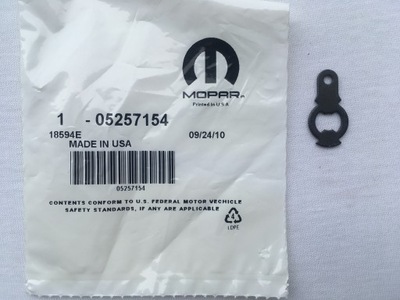 MOPAR®
Printed in U.S.A.
1 - 05257154
18594E 09/24/10
MADE IN USA
05257154
CONTENTS CONFORM TO U.S. FEDERAL MOTOR VECHICLE
SAFETY STANDARDS, IF ANY ARE APPLICABLE
4
LDPE